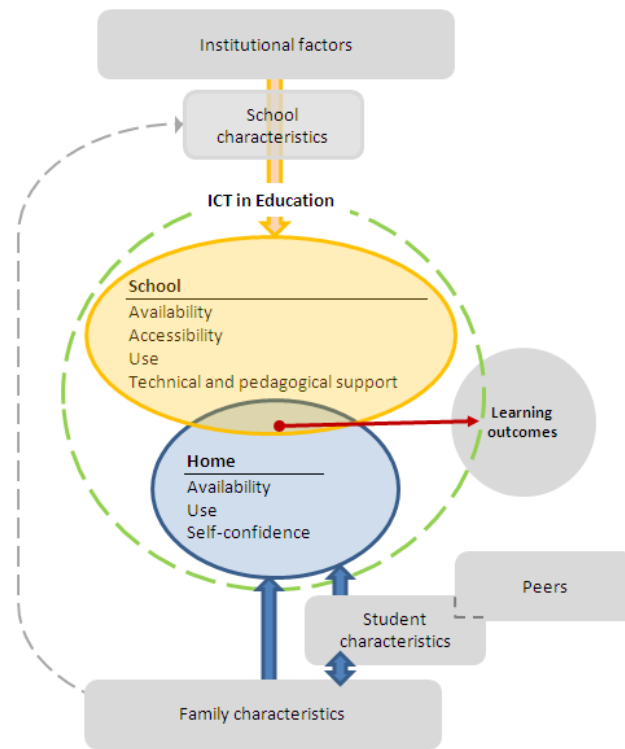 Institutional factors
School
characteristics
ICT in Education
School
Availability
Accessibility
Use
Technical and pedagogical support
Learning
outcomes
Home
Availability
Use
Self-confidence
Peers
Student
characteristics
Family characteristics